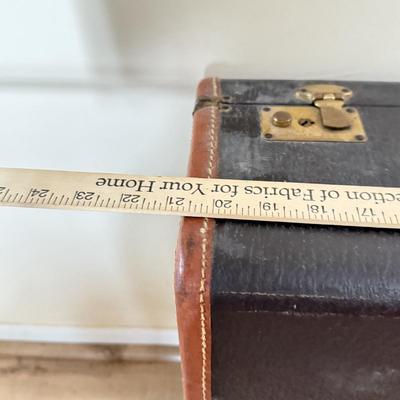 ection of Fabrics for Your Home
24 23 22 21 20 19 18 17